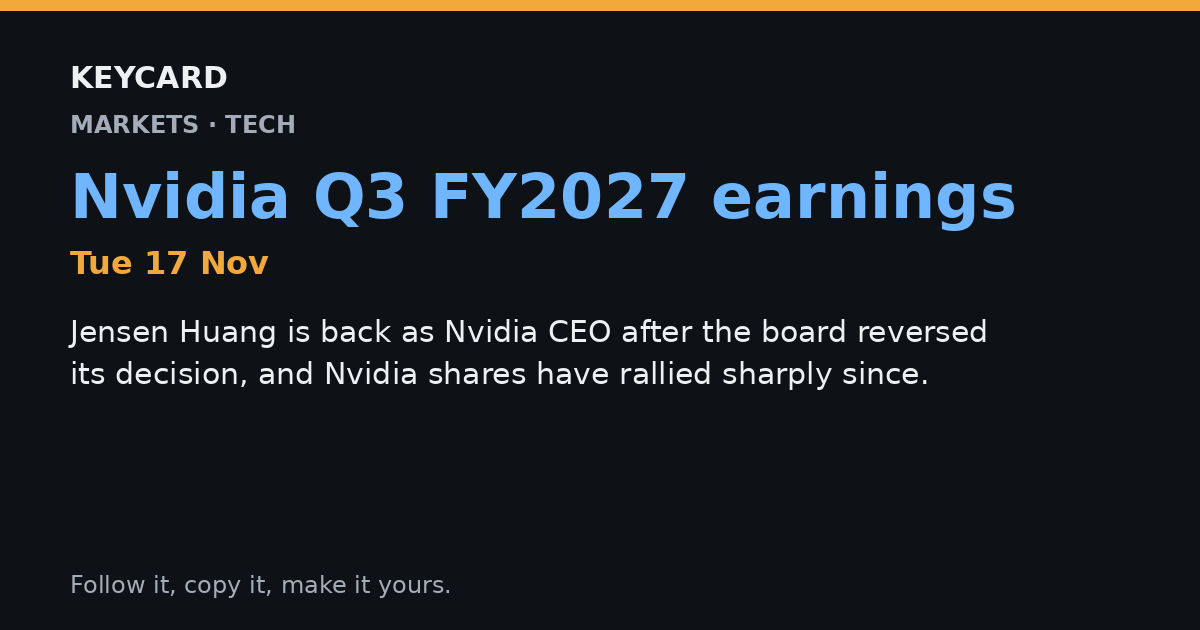 KEYCARD
MARKETS · TECH
Nvidia Q3 FY2027 earnings
Tue 17 Nov
Jensen Huang is back as Nvidia CEO after the board reversed
its decision, and Nvidia shares have rallied sharply since.
Follow it, copy it, make it yours.